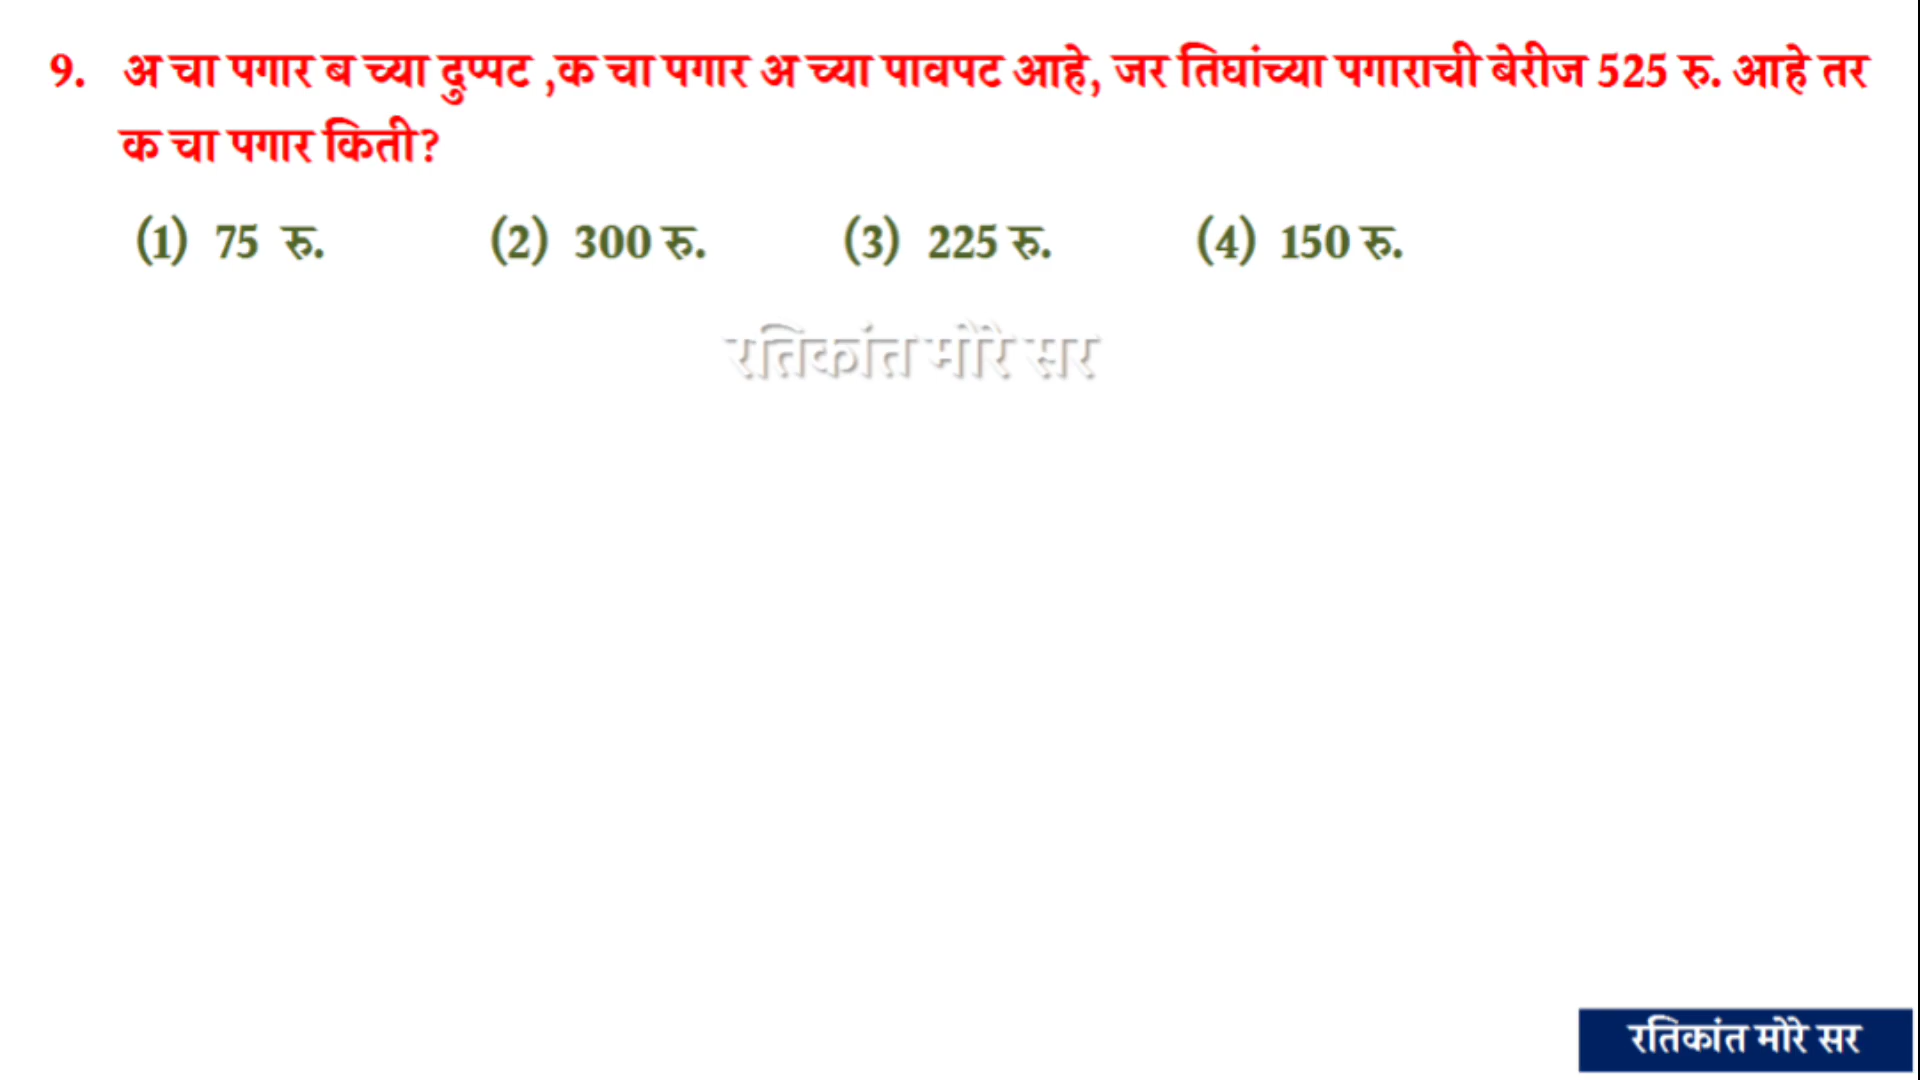 9. अ चा पगार ब च्या दुप्पट ,क चा पगार अ च्या पावपट आहे, जर तिघांच्या पगाराची बेरीज 525 रु. आहे तर
क चा पगार किती?
(1) 75 रु. (2) 300 रु. (3) 225 रु. (4) 150 रु.
रतिकांत मोरे सर
रतिकांत मोरे सर